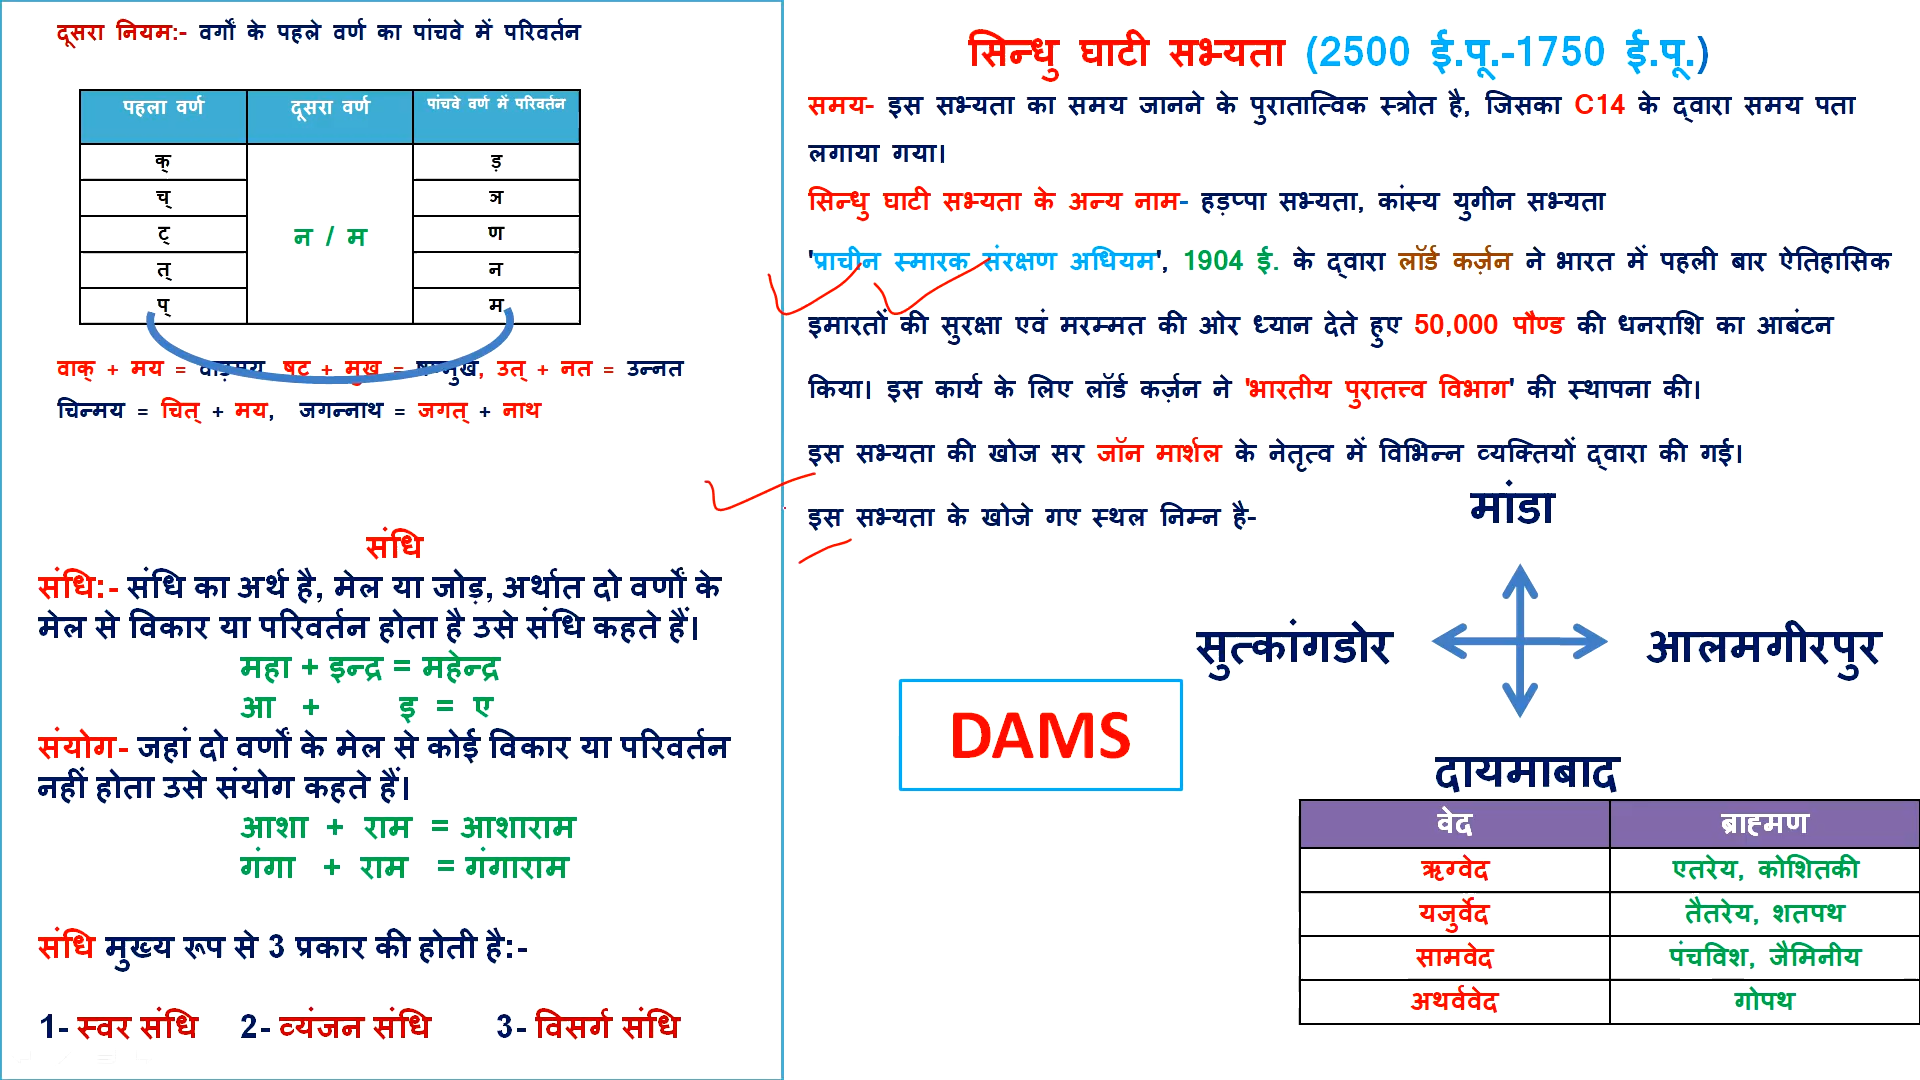 दूसरा नियम:- वर्गों के पहले वर्ण का पांचवे में परिवर्तन
पहला वर्ण दूसरा वर्ण पांचवे वर्ण में परिवर्तन
क् ड़
च् ञ
ट् ण
न / म
त् न
प् म
वाक् + मय = वाड़मय, षट् + मुख = षण्मुख, उत् + नत = उन्नत
चिन्मय = चित् + मय, जगन्नाथ = जगत् + नाथ
संधि
संधि:- संधि का अर्थ है, मेल या जोड़, अर्थात दो वर्णों के
मेल से विकार या परिवर्तन होता है उसे संधि कहते हैं।
महा + इन्द्र = महेन्द्र
आ + इ = ए
संयोग- जहां दो वर्णों के मेल से कोई विकार या परिवर्तन
नहीं होता उसे संयोग कहते हैं।
आशा + राम = आशाराम
गंगा + राम = गंगाराम
संधि मुख्य रूप से 3 प्रकार की होती है:-
1- स्वर संधि 2- व्यंजन संधि 3- विसर्ग संधि
सिन्धु घाटी सभ्यता (2500 ई.पू.-1750 ई.पू.)
समय- इस सभ्यता का समय जानने के पुरातात्विक स्त्रोत है, जिसका C14 के द्वारा समय पता
लगाया गया।
सिन्धु घाटी सभ्यता के अन्य नाम- हड़प्पा सभ्यता, कांस्य युगीन सभ्यता
'प्राचीन स्मारक संरक्षण अधियम', 1904 ई. के द्वारा लॉर्ड कर्ज़न ने भारत में पहली बार ऐतिहासिक
इमारतों की सुरक्षा एवं मरम्मत की ओर ध्यान देते हुए 50,000 पौण्ड की धनराशि का आबंटन
किया। इस कार्य के लिए लॉर्ड कर्ज़न ने 'भारतीय पुरातत्त्व विभाग' की स्थापना की।
इस सभ्यता की खोज सर जॉन मार्शल के नेतृत्व में विभिन्न व्यक्तियों द्वारा की गई।
इस सभ्यता के खोजे गए स्थल निम्न है-
मांडा
सुत्कांगडोर आलमगीरपुर
दायमाबाद
DAMS
वेद ब्राह्मण
ऋग्वेद एतरेय, कोशितकी
यजुर्वेद तैतरेय, शतपथ
सामवेद पंचविश, जैमिनीय
अथर्ववेद गोपथ